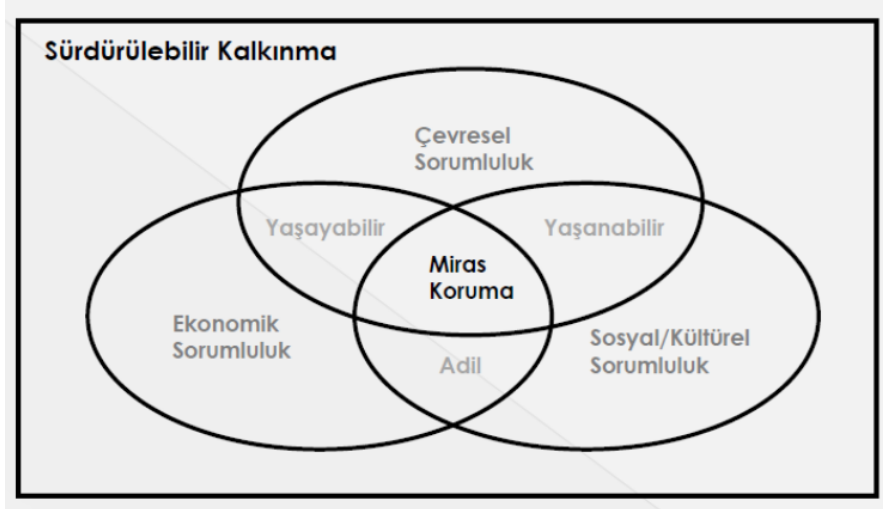 Sürdürülebilir Kalkınma
Çevresel
Sorumluluk
Yaşayabilir
Yaşanabilir
Miras
Koruma
Ekonomik
Sorumluluk
Sosyal/Kültürel
Sorumluluk
Adil